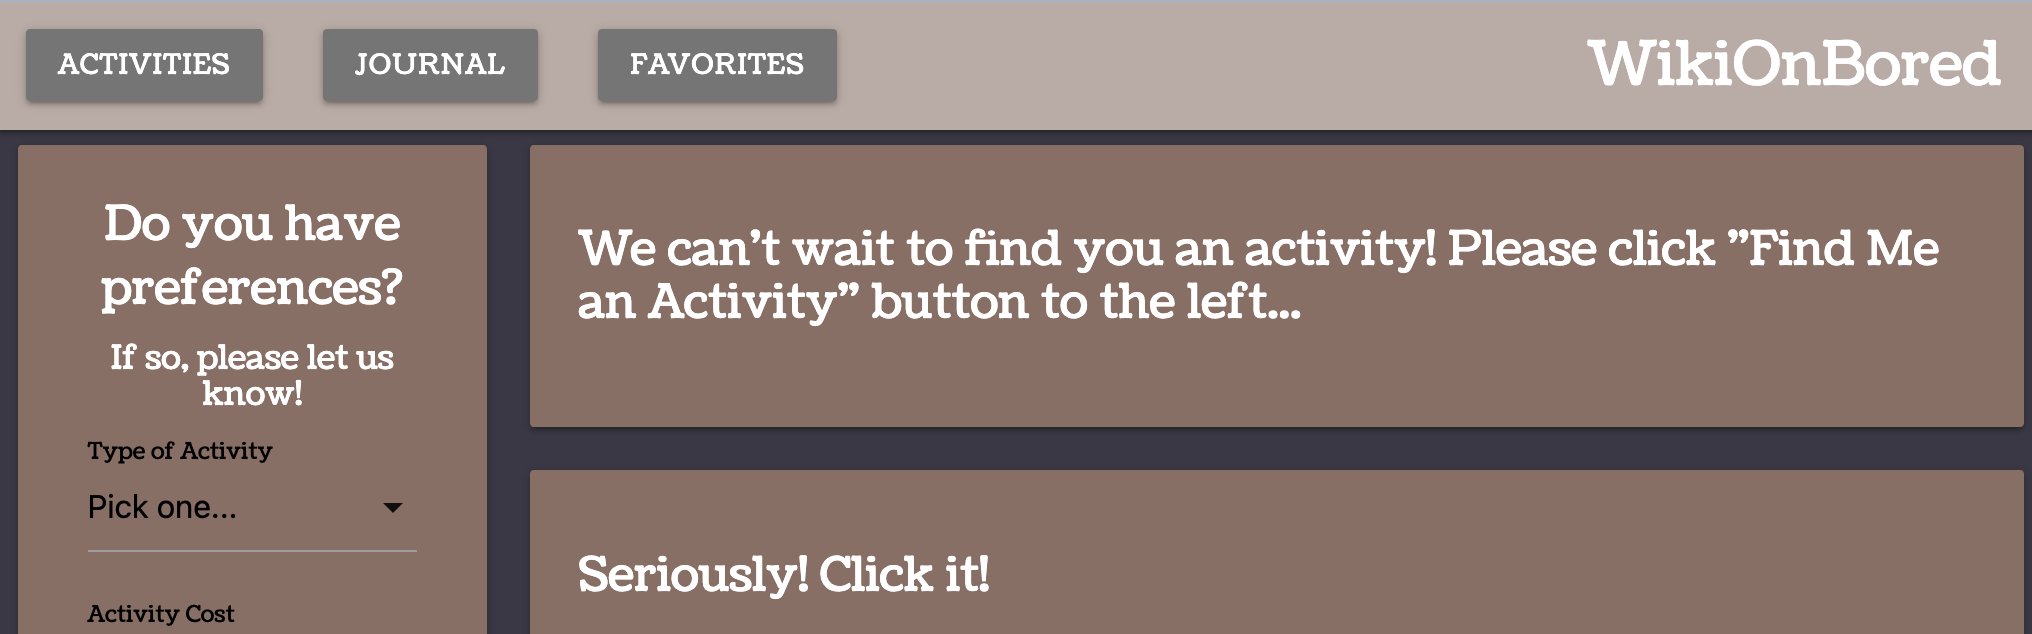 ACTIVITIES JOURNAL FAVORITES WikiOnBored
Do you have
preferences?
If so, please let us
know!
Type of Activity
Pick one...
Activity Cost
We can’t wait to find you an activity! Please click ”Find Me
an Activity” button to the left...
Seriously! Click it!